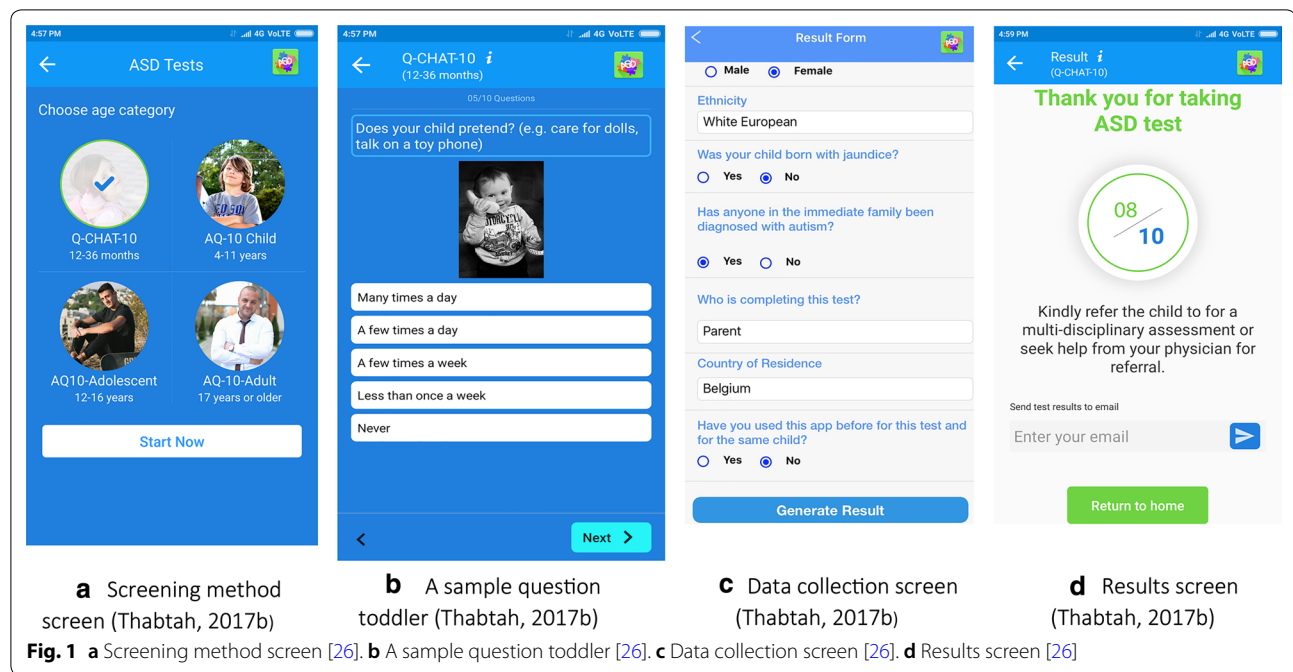 4:57 PM
4G VoLTE
ASD Tests
Choose age category
Q-CHAT-10
12-36 months
AQ-10 Child
4-11 years
AQ10-Adolescent
12-16 years
AQ-10-Adult
17 years or older
Start Now
4:57 PM
4G VoLTE
Q-CHAT-10 i
(12-36 months)
05/10 Questions
Does your child pretend? (e.g. care for dolls,
talk on a toy phone)
Many times a day
A few times a day
A few times a week
Less than once a week
Never
Next
Result Form
Male Female
Ethnicity
White European
Was your child born with jaundice?
Yes No
Has anyone in the immediate family been
diagnosed with autism?
Yes No
Who is completing this test?
Parent
Country of Residence
Belgium
Have you used this app before for this test and
for the same child?
Yes No
Generate Result
4:59 PM
4G VoLTE
Result i
(Q-CHAT-10)
Thank you for taking
ASD test
08
10
Kindly refer the child to for a
multi-disciplinary assessment or
seek help from your physician for
referral.
Send test results to email
Enter your email
Return to home
a Screening method
screen (Thabtah, 2017b)
b A sample question
toddler (Thabtah, 2017b)
c Data collection screen
(Thabtah, 2017b)
d Results screen
(Thabtah, 2017b)
Fig. 1 a Screening method screen [26]. b A sample question toddler [26]. c Data collection screen [26]. d Results screen [26]